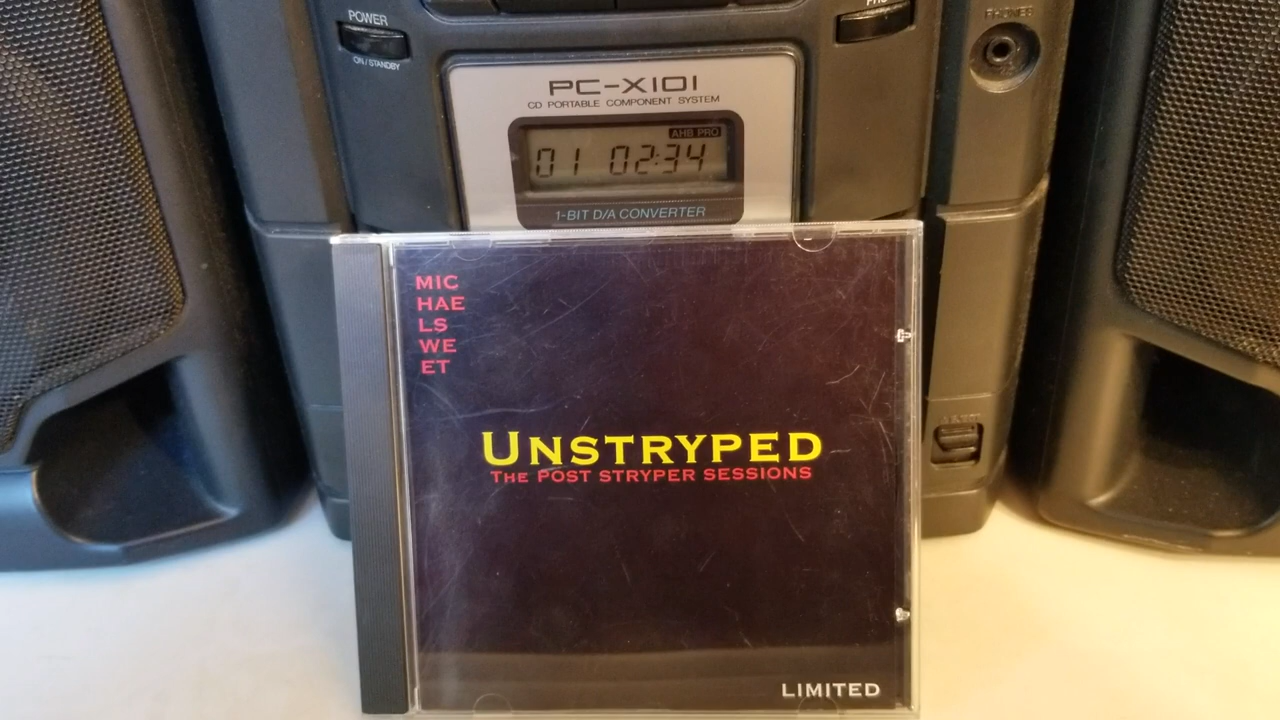 POWER
ON/STANDBY
PHONES
PC-X101
CD PORTABLE COMPONENT SYSTEM
AHB PRO
01 02:34
1-BIT D/A CONVERTER
MIC
HAE
LS
WE
ET
UNSTRYPED
THE POST STRYPER SESSIONS
LIMITED